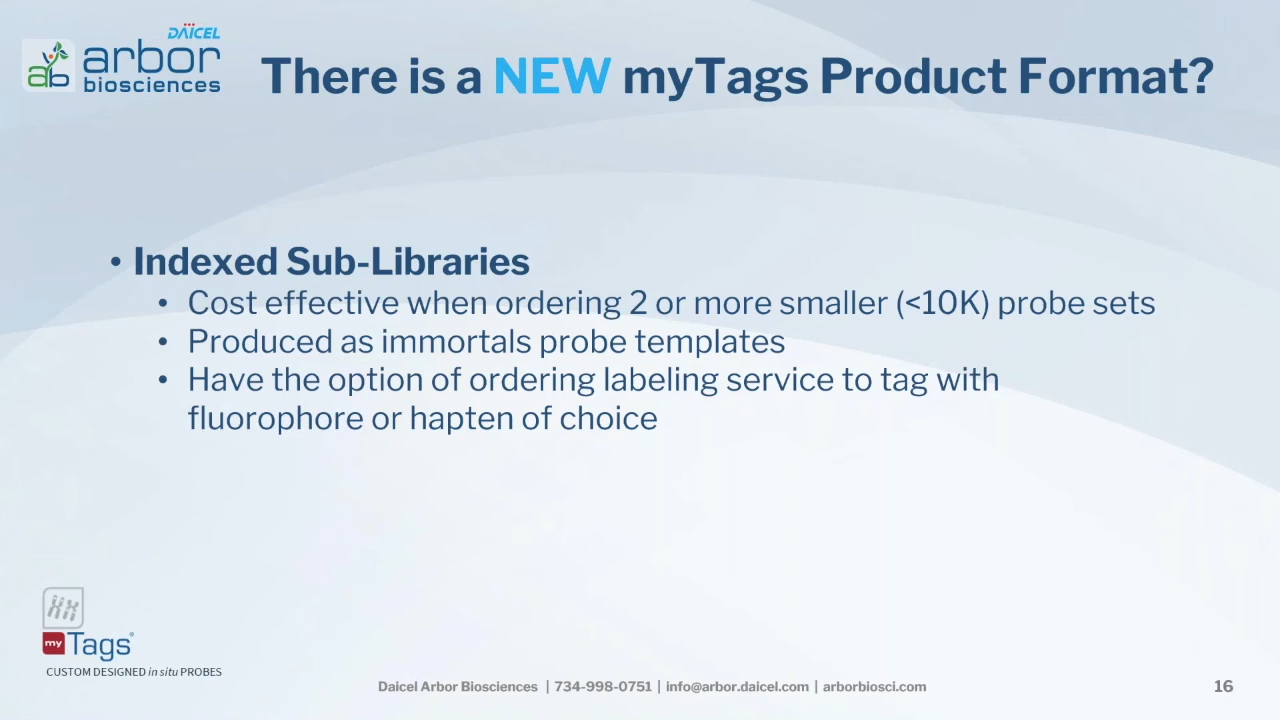 DAICEL
arbor
biosciences
ab
There is a NEW myTags Product Format?
• Indexed Sub-Libraries
• Cost effective when ordering 2 or more smaller (<10K) probe sets
• Produced as immortals probe templates
• Have the option of ordering labeling service to tag with
fluorophore or hapten of choice
my Tags®
CUSTOM DESIGNED in situ PROBES
Daicel Arbor Biosciences | 734-998-0751 | info@arbor.daicel.com | arborbiosci.com
16